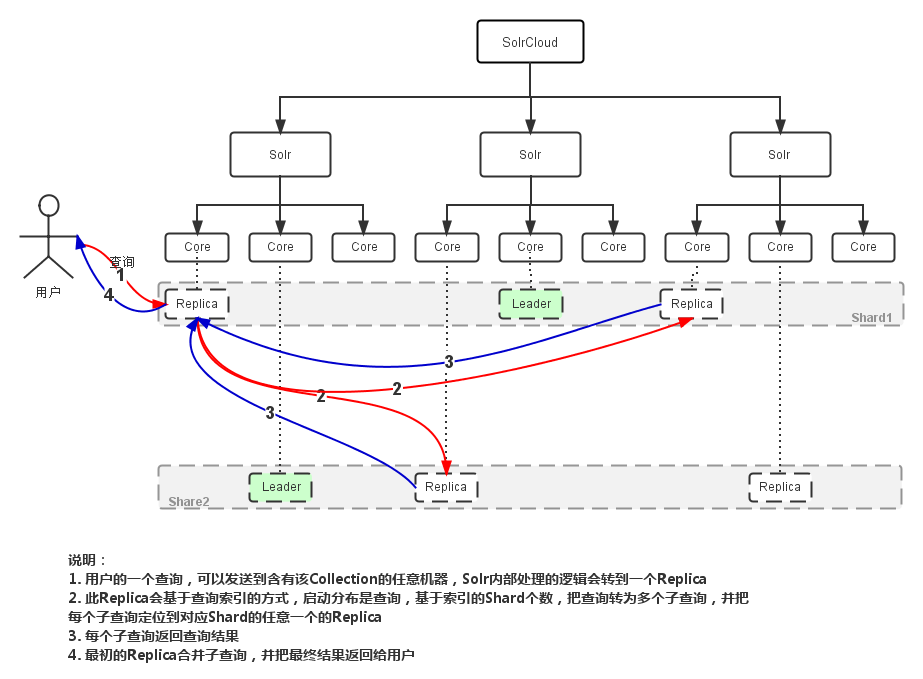 SolrCloud
Solr Solr Solr
Core Core Core Core Core Core Core Core Core
查询
1
用户
4
Replica Leader Replica
Shard1
3
2
2
3
Leader Replica Replica
Share2
说明：
1. 用户的一个查询，可以发送到含有该Collection的任意机器，Solr内部处理的逻辑会转到一个Replica
2. 此Replica会基于查询索引的方式，启动分布是查询，基于索引的Shard个数，把查询转为多个子查询，并把
每个子查询定位到对应Shard的任意一个的Replica
3. 每个子查询返回查询结果
4. 最初的Replica合并子查询，并把最终结果返回给用户